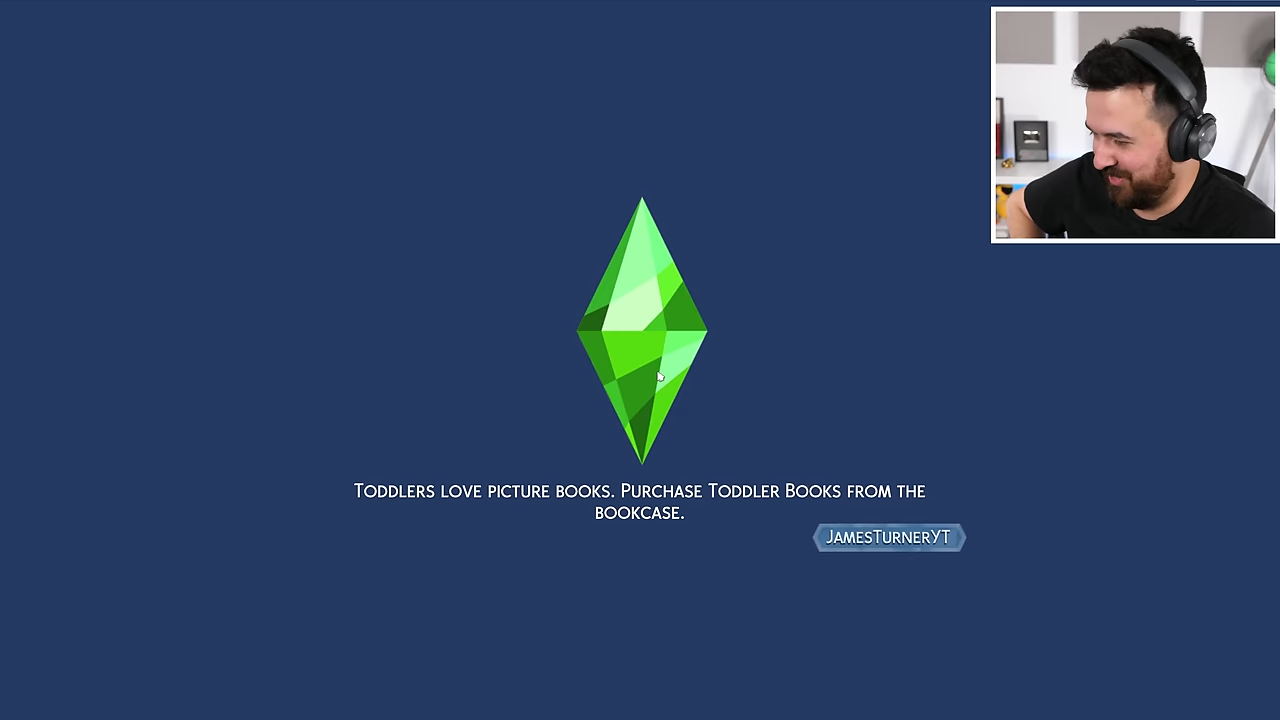 Toddlers love picture books. Purchase Toddler Books from the
bookcase.
JamesTurnerYT